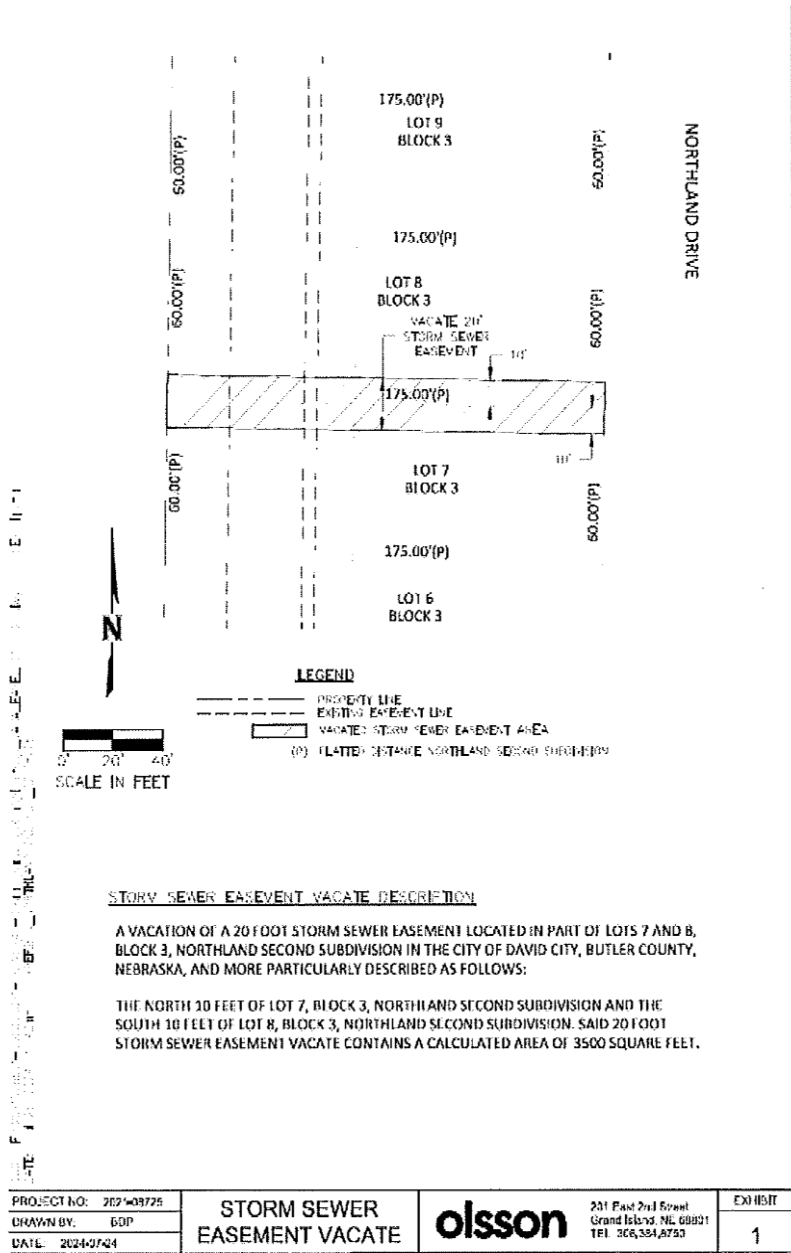 175.00'(P)
LOT 9
BLOCK 3
60.00'(P)
60.00'(P)
NORTHLAND DRIVE
175.00'(P)
LOT 8
BLOCK 3
60.00'(P)
60.00'(P)
VACATE 20'
STORM SEWER
EASEMENT
10'
175.00'(P)
10'
60.00'(P)
LOT 7
BLOCK 3
60.00'(P)
175.00'(P)
LOT 6
BLOCK 3
N
LEGEND
PROPERTY LINE
EXISTING EASEMENT LINE
VACATED STORM SEWER EASEMENT AREA
(P) PLATTED DISTANCE NORTHLAND SECOND SUBDIVISION
0' 20' 40'
SCALE IN FEET
STORM SEWER EASEMENT VACATE DESCRIPTION
A VACATION OF A 20 FOOT STORM SEWER EASEMENT LOCATED IN PART OF LOTS 7 AND 8,
BLOCK 3, NORTHLAND SECOND SUBDIVISION IN THE CITY OF DAVID CITY, BUTLER COUNTY,
NEBRASKA, AND MORE PARTICULARLY DESCRIBED AS FOLLOWS:
THE NORTH 10 FEET OF LOT 7, BLOCK 3, NORTHLAND SECOND SUBDIVISION AND THE
SOUTH 10 FEET OF LOT 8, BLOCK 3, NORTHLAND SECOND SUBDIVISION. SAID 20 FOOT
STORM SEWER EASEMENT VACATE CONTAINS A CALCULATED AREA OF 3500 SQUARE FEET.
PROJECT NO:
DRAWN BY:
DATE: 2024-07-24
STORM SEWER
EASEMENT VACATE
olsson
201 East 2nd Street
Grand Island, NE 68801
TEL
EXHIBIT
1